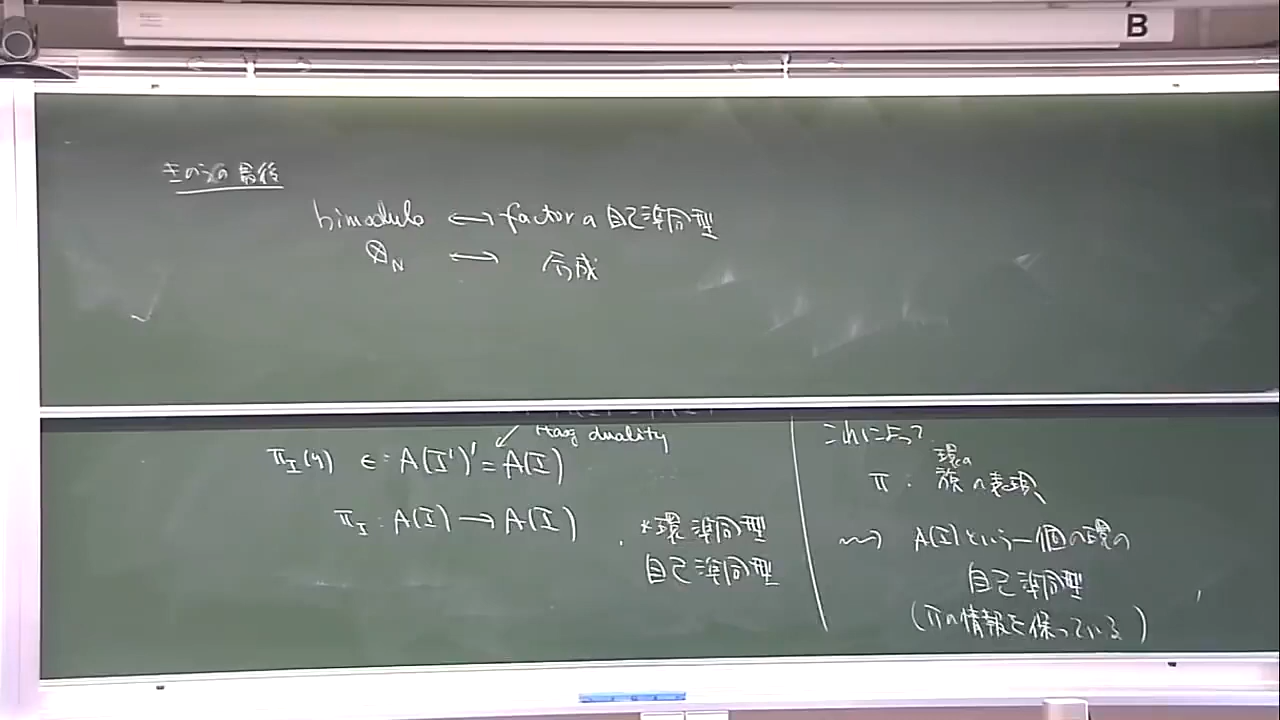 B
きのうの最後
bimodule ↔ factor の 自己準同型
⊗_N ↔ 合成
Haag duality
π_I(y) ∈ A(I')' = A(I)
π_I : A(I) → A(I)
*環準同型
自己準同型
これによって
環の
π : 族の表現、
⇝ A(I)という一個の環の
自己準同型
(πの情報を保っている)